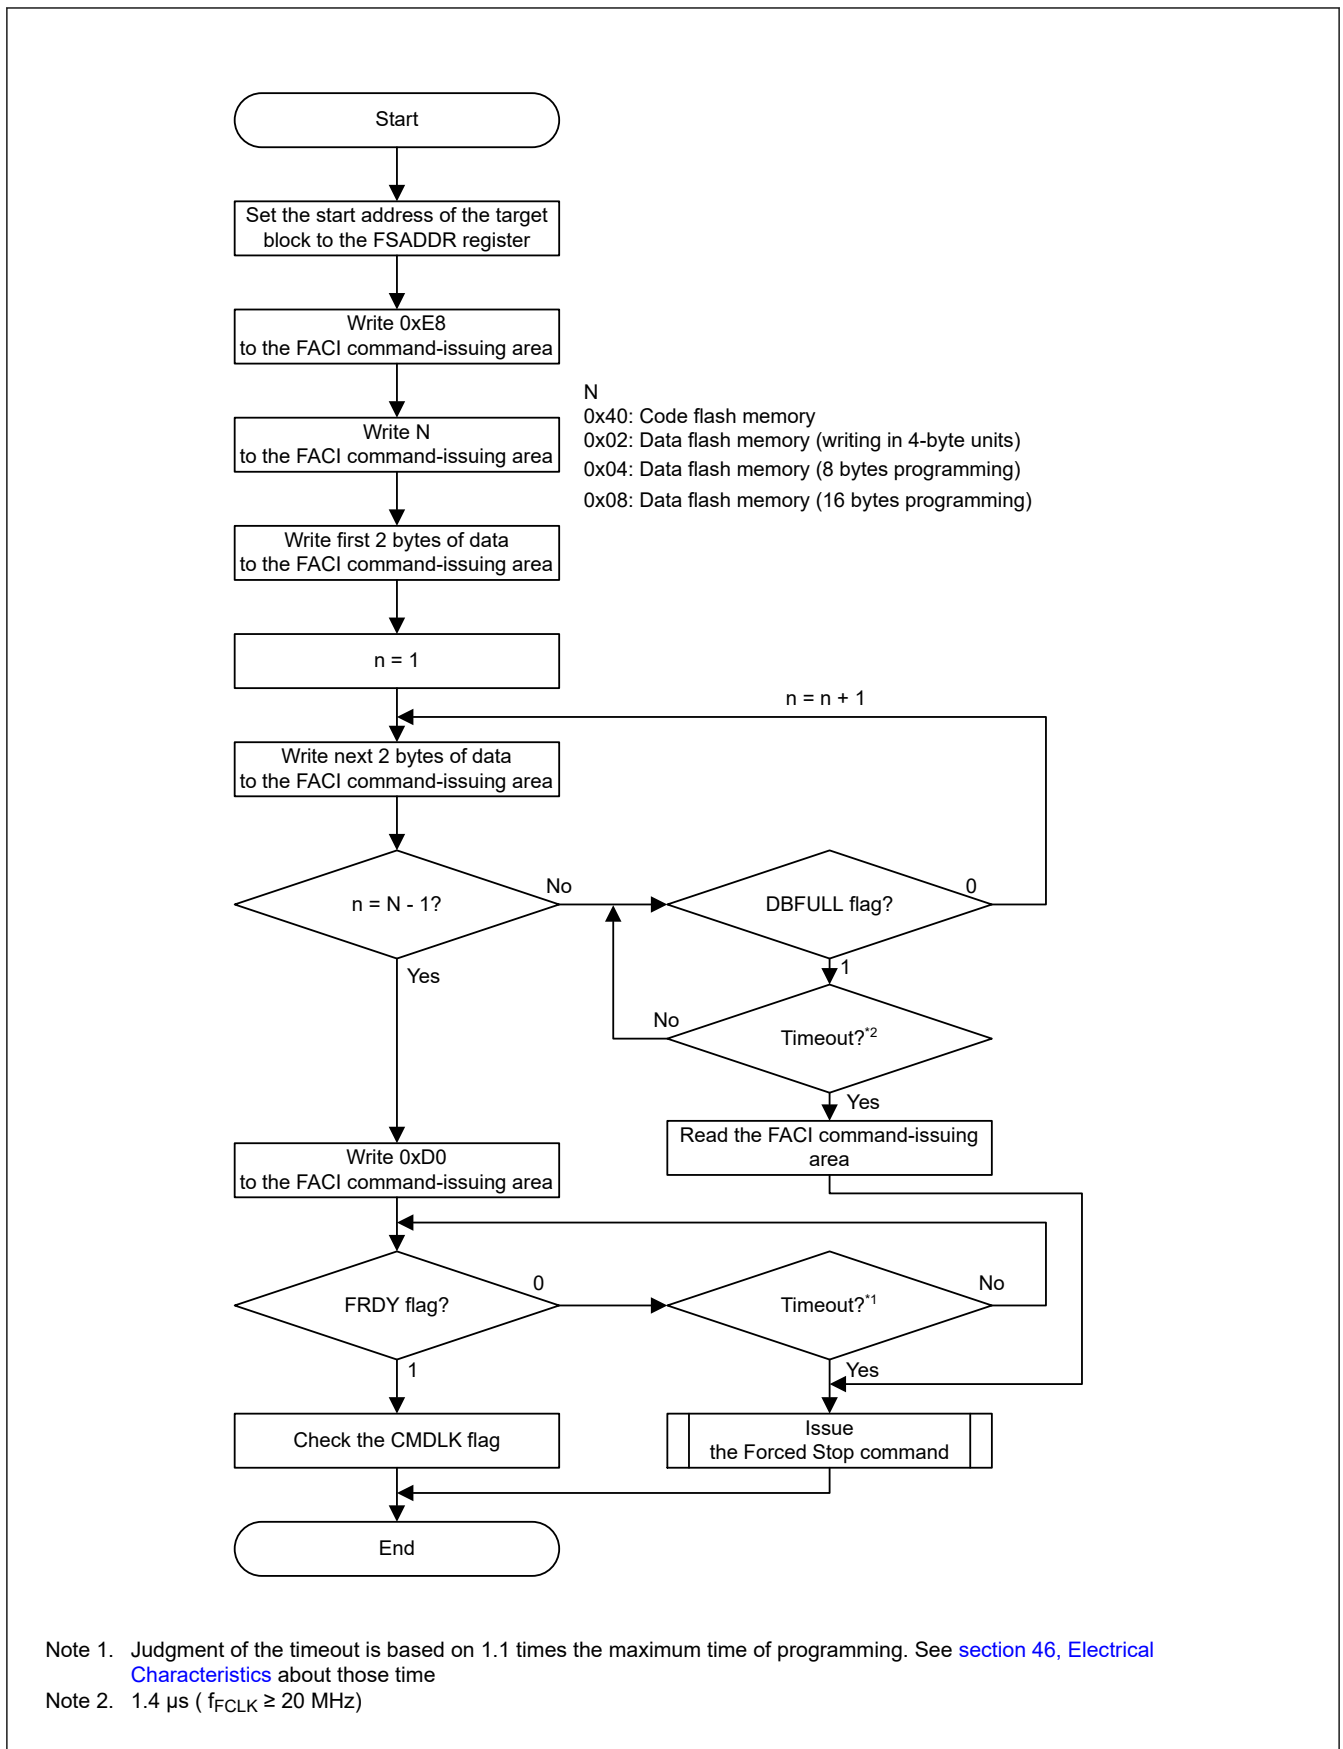 Start
Set the start address of the target
block to the FSADDR register
Write 0xE8
to the FACI command-issuing area
N
0x40: Code flash memory
0x02: Data flash memory (writing in 4-byte units)
0x04: Data flash memory (8 bytes programming)
0x08: Data flash memory (16 bytes programming)
Write N
to the FACI command-issuing area
Write first 2 bytes of data
to the FACI command-issuing area
n = 1
n = n + 1
Write next 2 bytes of data
to the FACI command-issuing area
n = N - 1?
No
DBFULL flag?
0
Yes
1
No
Timeout?*2
Yes
Read the FACI command-issuing
area
Write 0xD0
to the FACI command-issuing area
FRDY flag?
0
Timeout?*1
No
1
Yes
Check the CMDLK flag
Issue
the Forced Stop command
End
Note 1. Judgment of the timeout is based on 1.1 times the maximum time of programming. See section 46, Electrical
Characteristics about those time
Note 2. 1.4 µs ( fFCLK ≥ 20 MHz)